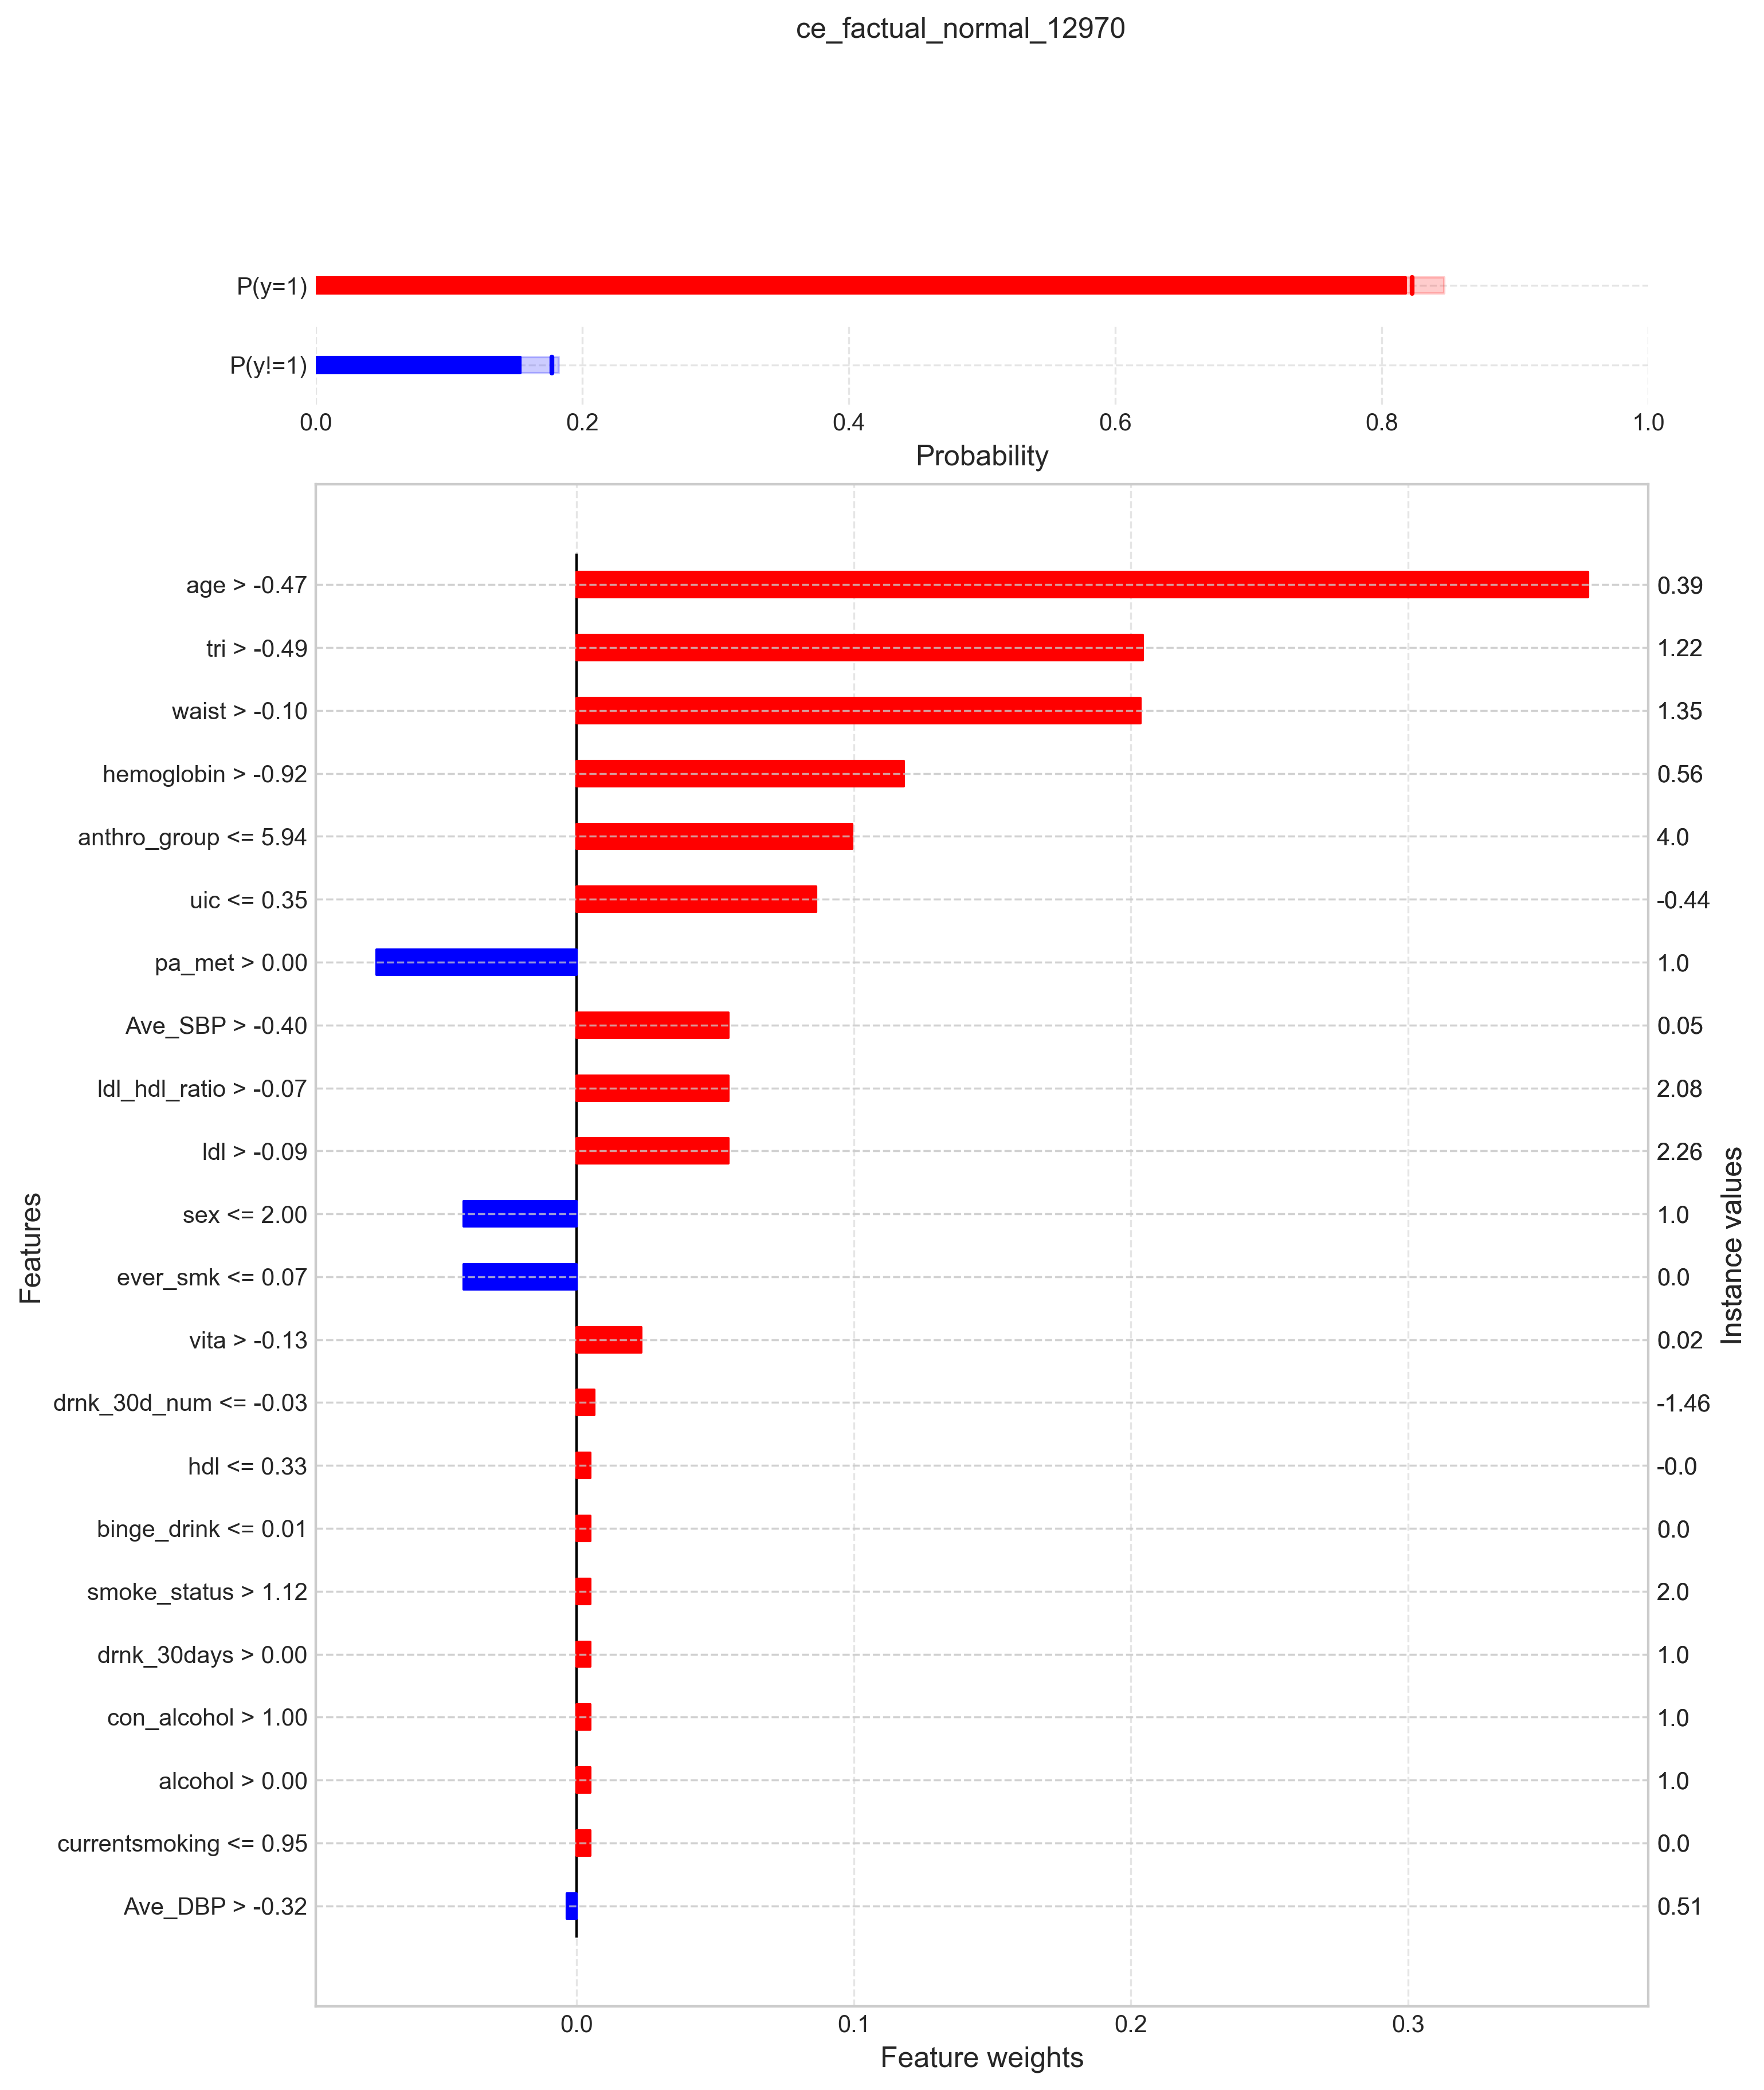 ce_factual_normal_12970
P(y=1)
P(y!=1)
0.0 0.2 0.4 0.6 0.8 1.0
Probability
age > -0.47 0.39
tri > -0.49 1.22
waist > -0.10 1.35
hemoglobin > -0.92 0.56
anthro_group <= 5.94 4.0
uic <= 0.35 -0.44
pa_met > 0.00 1.0
Ave_SBP > -0.40 0.05
ldl_hdl_ratio > -0.07 2.08
ldl > -0.09 2.26
sex <= 2.00 1.0
ever_smk <= 0.07 0.0
vita > -0.13 0.02
drnk_30d_num <= -0.03 -1.46
hdl <= 0.33 -0.0
binge_drink <= 0.01 0.0
smoke_status > 1.12 2.0
drnk_30days > 0.00 1.0
con_alcohol > 1.00 1.0
alcohol > 0.00 1.0
currentsmoking <= 0.95 0.0
Ave_DBP > -0.32 0.51
Features
Instance values
0.0 0.1 0.2 0.3
Feature weights